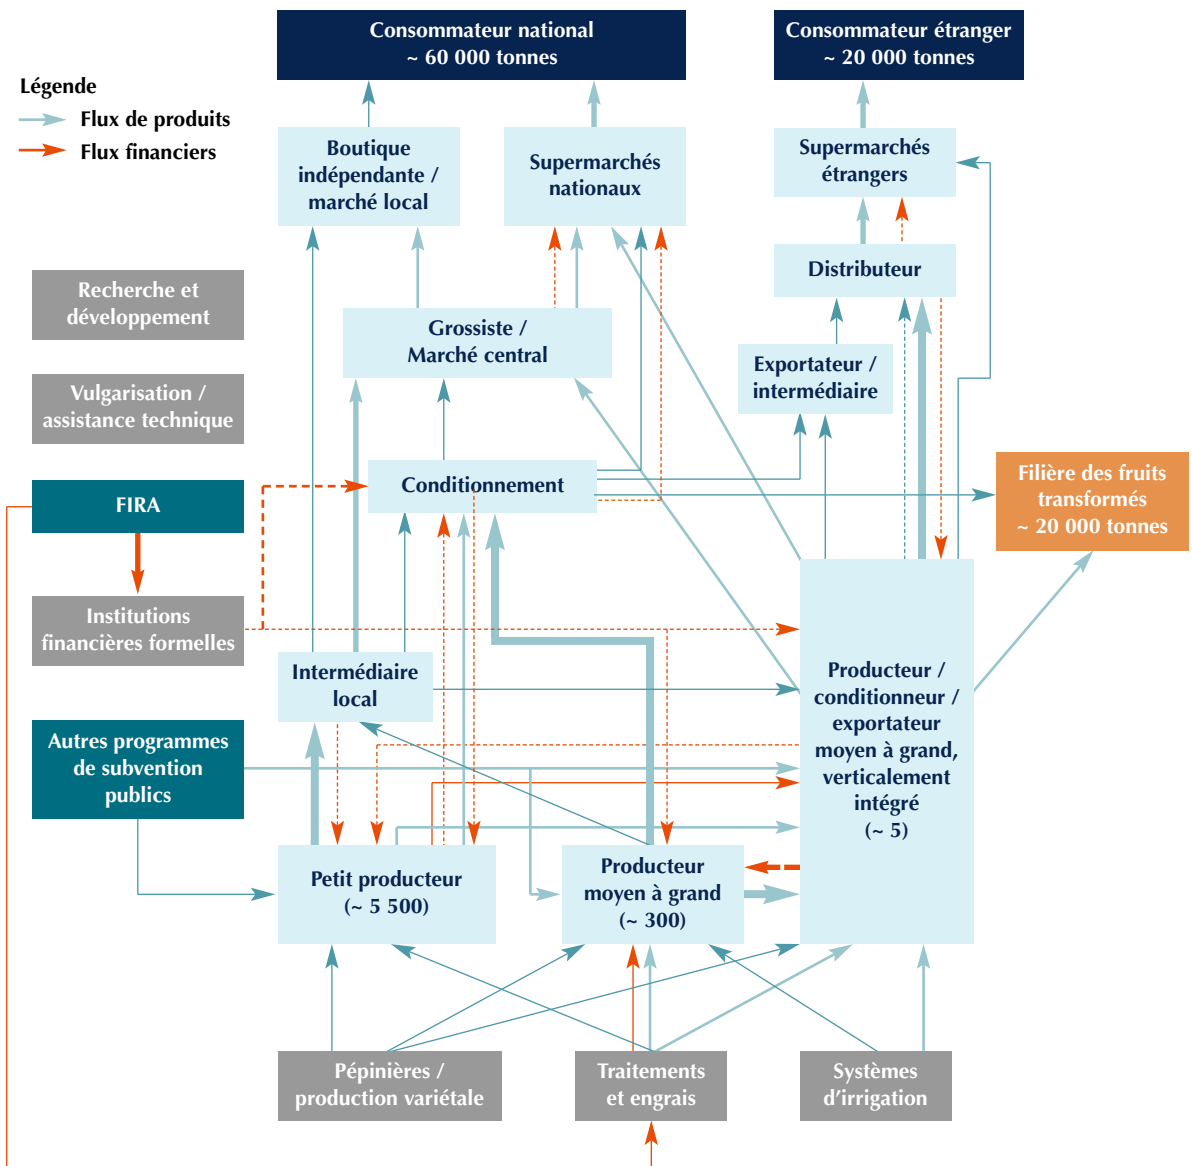 Consommateur national
~ 60 000 tonnes
Consommateur étranger
~ 20 000 tonnes
Légende
Flux de produits
Flux financiers
Boutique
indépendante /
marché local
Supermarchés
nationaux
Supermarchés
étrangers
Distributeur
Recherche et
développement
Grossiste /
Marché central
Exportateur /
intermédiaire
Vulgarisation /
assistance technique
Conditionnement
Filière des fruits
transformés
~ 20 000 tonnes
FIRA
Institutions
financières formelles
Intermédiaire
local
Producteur /
conditionneur /
exportateur
moyen à grand,
verticalement
intégré
(~ 5)
Autres programmes
de subvention
publics
Petit producteur
(~ 5 500)
Producteur
moyen à grand
(~ 300)
Pépinières /
production variétale
Traitements
et engrais
Systèmes
d'irrigation